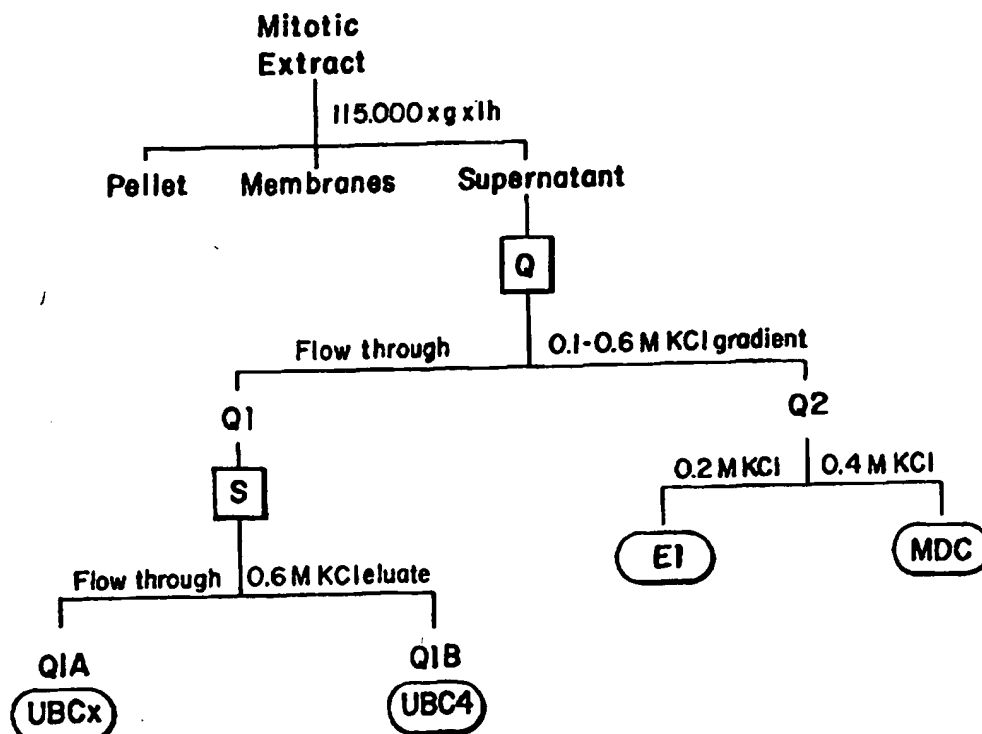 Mitotic
Extract
115.000 x g x 1h
Pellet
Membranes
Supernatant
Q
Flow through
0.1-0.6 M KCl gradient
Q1
Q2
S
0.2 M KCl
0.4 M KCl
E1
MDC
Flow through
0.6 M KCl eluate
Q1A
Q1B
UBCx
UBC4